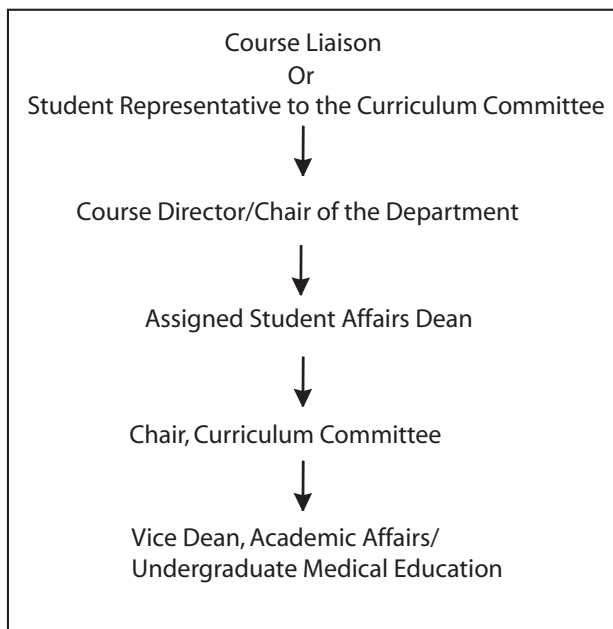 Course Liaison
Or
Student Representative to the Curriculum Committee
Course Director/Chair of the Department
Assigned Student Affairs Dean
Chair, Curriculum Committee
Vice Dean, Academic Affairs/
Undergraduate Medical Education